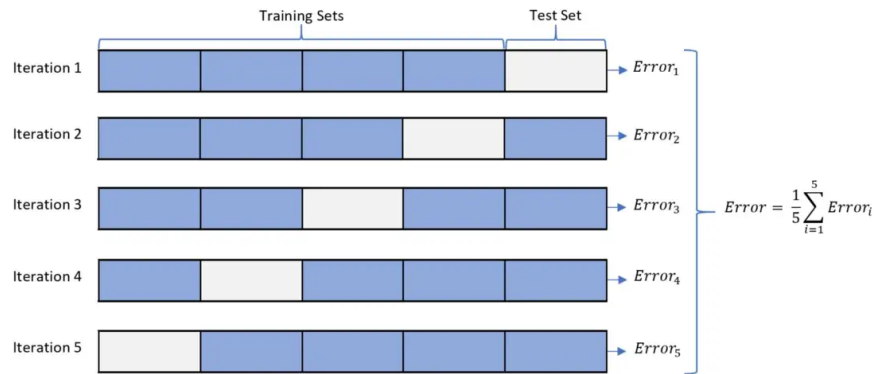 Training Sets
Test Set
Iteration 1
Error₁
Iteration 2
Error₂
Iteration 3
Error₃
Iteration 4
Error₄
Iteration 5
Error₅
Error = 1/5 ∑_{i=1}^{5} Errorᵢ